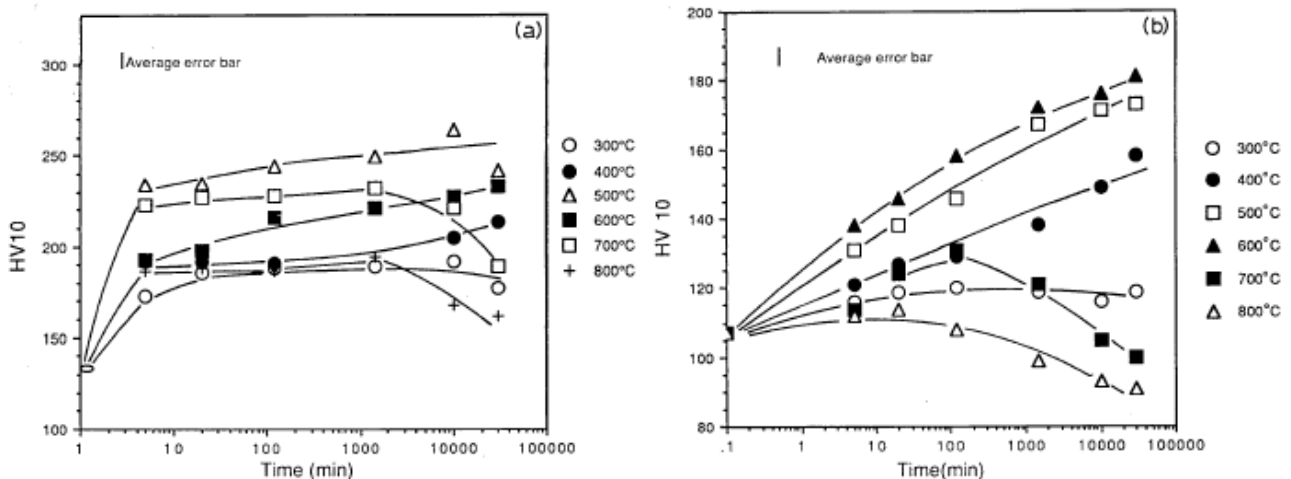 (a)
Average error bar
300
250
200
150
100
HV10
1 10 100 1000 10000 100000
Time (min)
300°C
400°C
500°C
600°C
700°C
800°C
(b)
Average error bar
200
180
160
140
120
100
80
HV 10
.1 1 10 100 1000 10000 100000
Time(min)
300°C
400°C
500°C
600°C
700°C
800°C